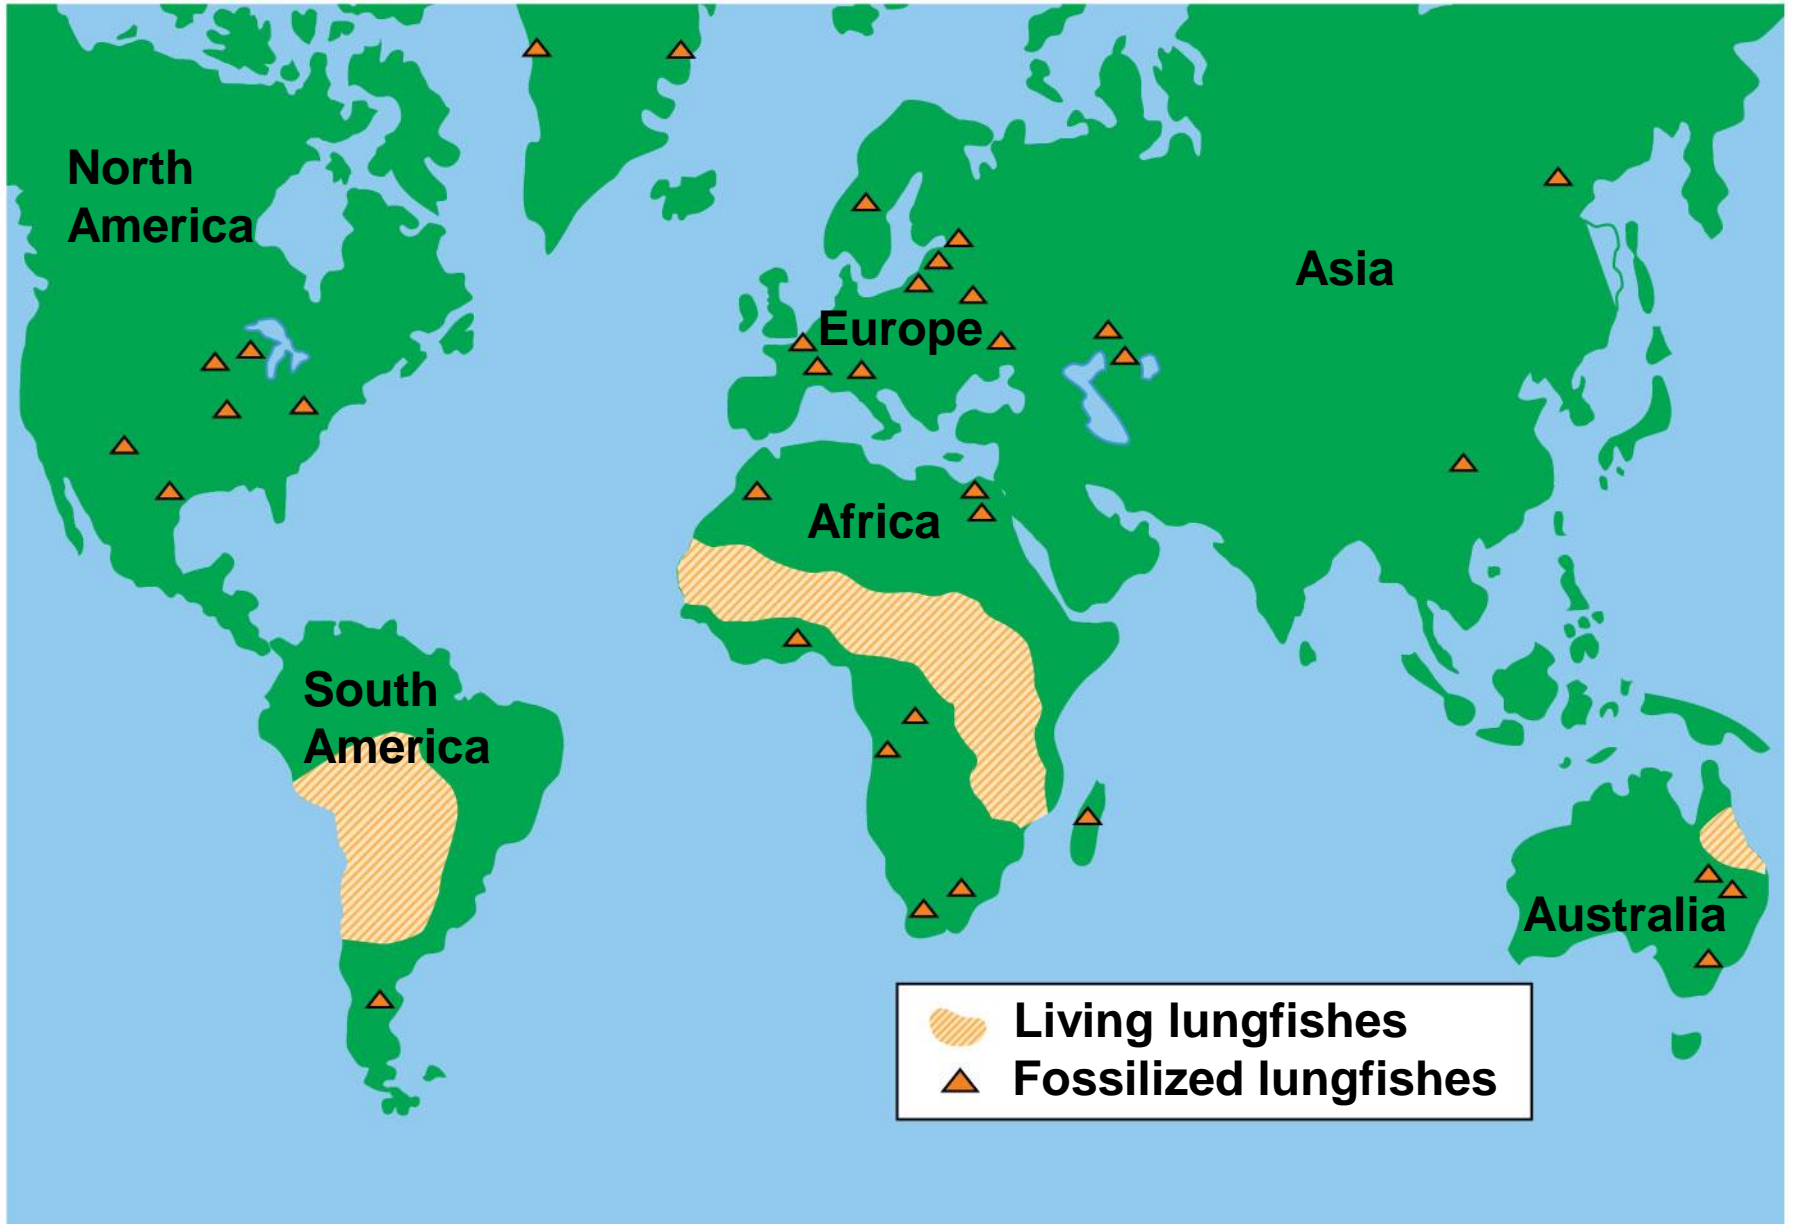 North
America
Asia
Europe
Africa
South
America
Australia
Living lungfishes
Fossilized lungfishes